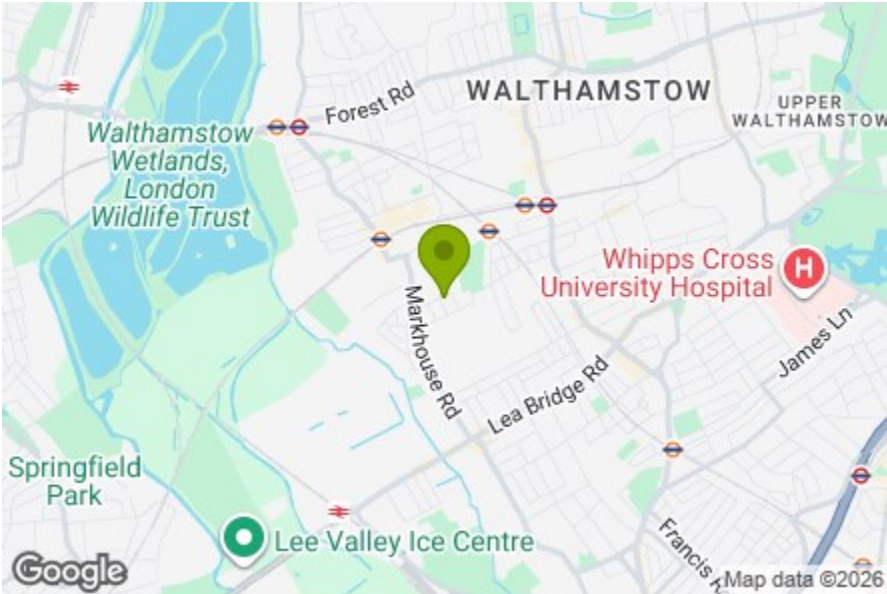 Forest Rd
WALTHAMSTOW
UPPER
WALTHAMSTOW
Walthamstow
Wetlands,
London
Wildlife Trust
Whipps Cross
University Hospital
H
Markhouse Rd
James Ln
Lea Bridge Rd
Springfield
Park
Lee Valley Ice Centre
Francis
Google
Map data ©2026